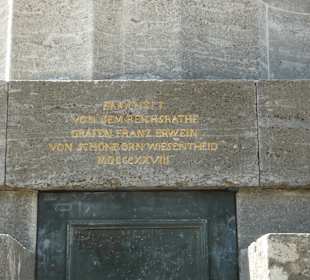 ERBAUET
VON DEM REICHSRATHE
GRAFEN FRANZ ERWEIN
VON SCHÖNBORN WIESENTHEID
MDCCCXXVIII